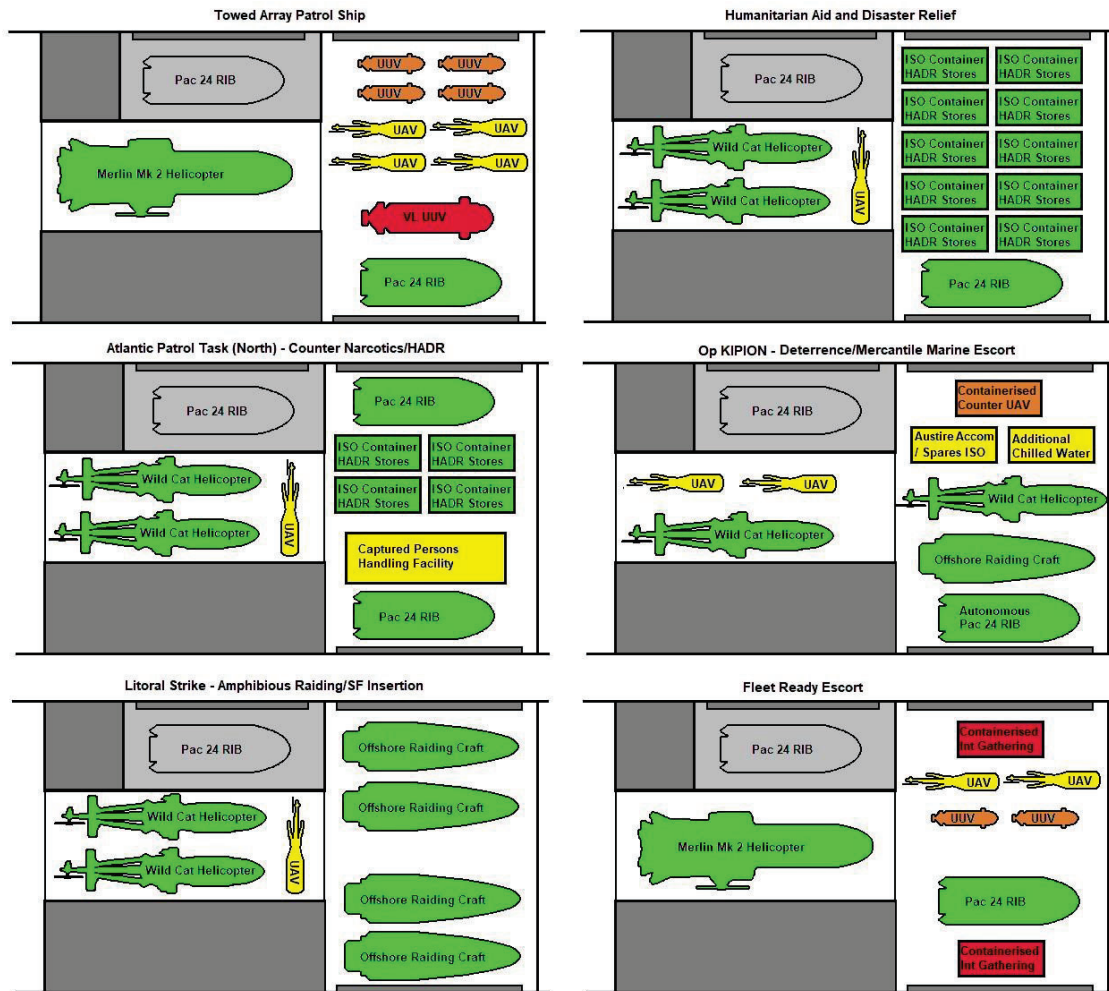 Towed Array Patrol Ship
Pac 24 RIB
UUV
UUV
UUV
UUV
UAV
UAV
UAV
UAV
Merlin Mk 2 Helicopter
VL UUV
Pac 24 RIB
Humanitarian Aid and Disaster Relief
Pac 24 RIB
Wild Cat Helicopter
Wild Cat Helicopter
UAV
ISO Container
HADR Stores
ISO Container
HADR Stores
ISO Container
HADR Stores
ISO Container
HADR Stores
ISO Container
HADR Stores
ISO Container
HADR Stores
ISO Container
HADR Stores
ISO Container
HADR Stores
ISO Container
HADR Stores
ISO Container
HADR Stores
Pac 24 RIB
Atlantic Patrol Task (North) - Counter Narcotics/HADR
Pac 24 RIB
Wild Cat Helicopter
Wild Cat Helicopter
UAV
Pac 24 RIB
ISO Container
HADR Stores
ISO Container
HADR Stores
ISO Container
HADR Stores
ISO Container
HADR Stores
Captured Persons
Handling Facility
Pac 24 RIB
Op KIPION - Deterrence/Mercantile Marine Escort
Pac 24 RIB
UAV
UAV
Wild Cat Helicopter
Containerised
Counter UAV
Austire Accom
/ Spares ISO
Additional
Chilled Water
Wild Cat Helicopter
Offshore Raiding Craft
Autonomous
Pac 24 RIB
Litoral Strike - Amphibious Raiding/SF Insertion
Pac 24 RIB
Wild Cat Helicopter
Wild Cat Helicopter
UAV
Offshore Raiding Craft
Offshore Raiding Craft
Offshore Raiding Craft
Offshore Raiding Craft
Fleet Ready Escort
Pac 24 RIB
Merlin Mk 2 Helicopter
Containerised
Int Gathering
UAV
UAV
UUV
UUV
Pac 24 RIB
Containerised
Int Gathering